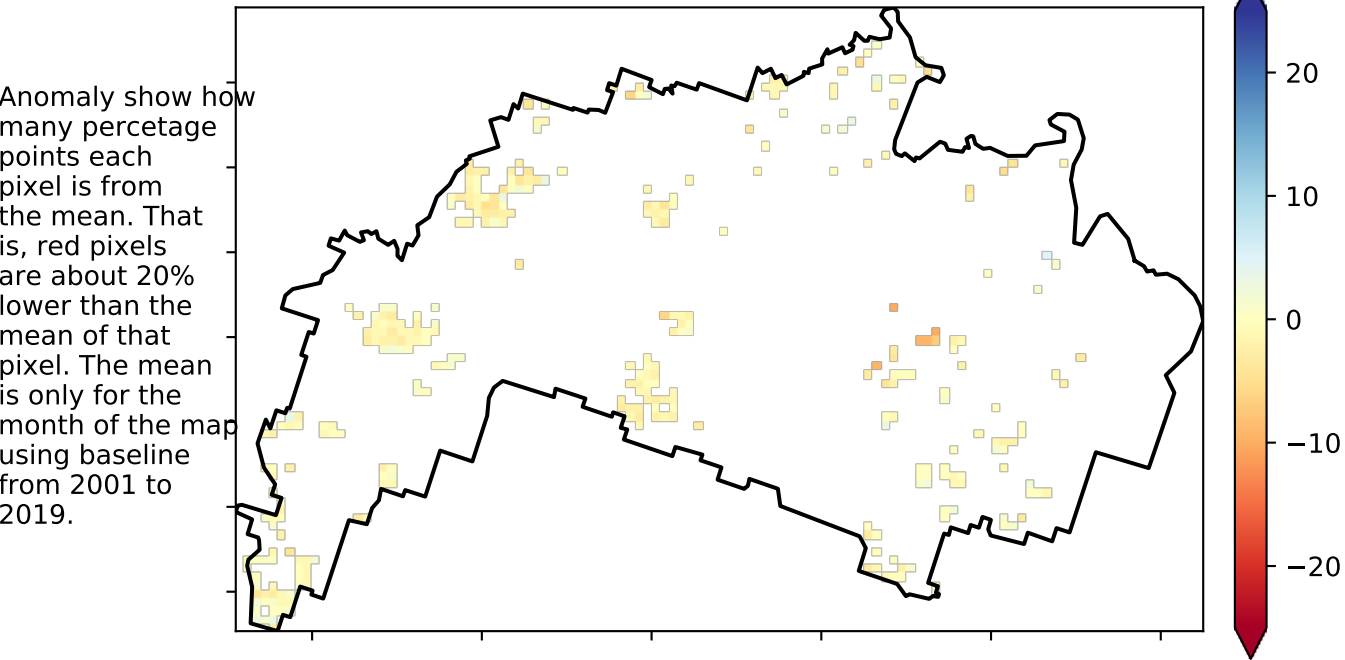 Anomaly show how
many percetage
points each
pixel is from
the mean. That
is, red pixels
are about 20%
lower than the
mean of that
pixel. The mean
is only for the
month of the map
using baseline
from 2001 to
2019.
20
10
0
−10
−20